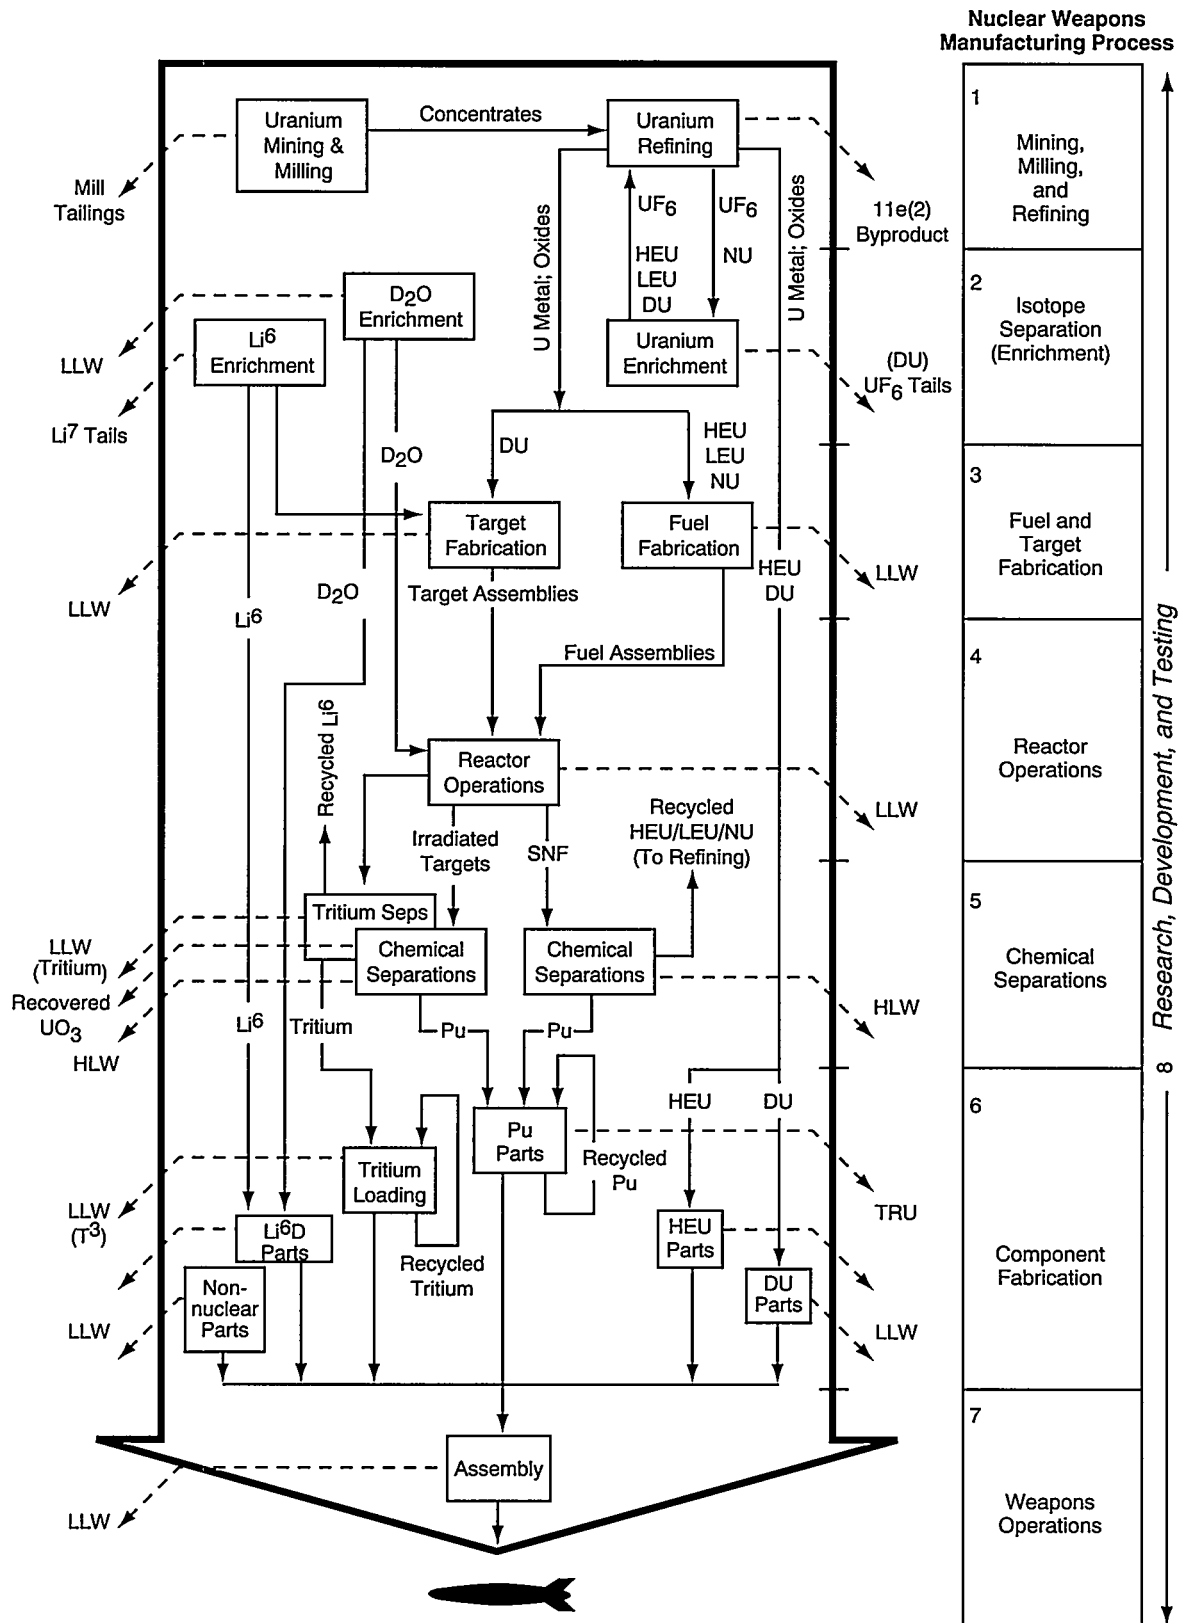 Nuclear Weapons
Manufacturing Process
Uranium
Mining &
Milling
Concentrates
Uranium
Refining
Mill
Tailings
11e(2)
Byproduct
U Metal; Oxides
UF6
HEU
LEU
DU
UF6
NU
U Metal; Oxides
D2O
Enrichment
Li6
Enrichment
Uranium
Enrichment
LLW
Li7 Tails
(DU)
UF6 Tails
D2O
DU
HEU
LEU
NU
Target
Fabrication
Fuel
Fabrication
LLW
HEU
DU
LLW
Li6
D2O
Target Assemblies
Fuel Assemblies
Recycled Li6
Reactor
Operations
LLW
Irradiated
Targets
SNF
Recycled
HEU/LEU/NU
(To Refining)
Tritium Seps
Chemical
Separations
Chemical
Separations
LLW
(Tritium)
Recovered
UO3
HLW
HLW
Li6
Tritium
Pu
Pu
HEU
DU
Pu
Parts
Recycled
Pu
Tritium
Loading
Recycled
Tritium
LLW
(T3)
TRU
Li6D
Parts
HEU
Parts
Non-
nuclear
Parts
DU
Parts
LLW
LLW
Assembly
LLW
1
Mining,
Milling,
and
Refining
2
Isotope
Separation
(Enrichment)
3
Fuel and
Target
Fabrication
4
Reactor
Operations
5
Chemical
Separations
6
Component
Fabrication
7
Weapons
Operations
8 Research, Development, and Testing